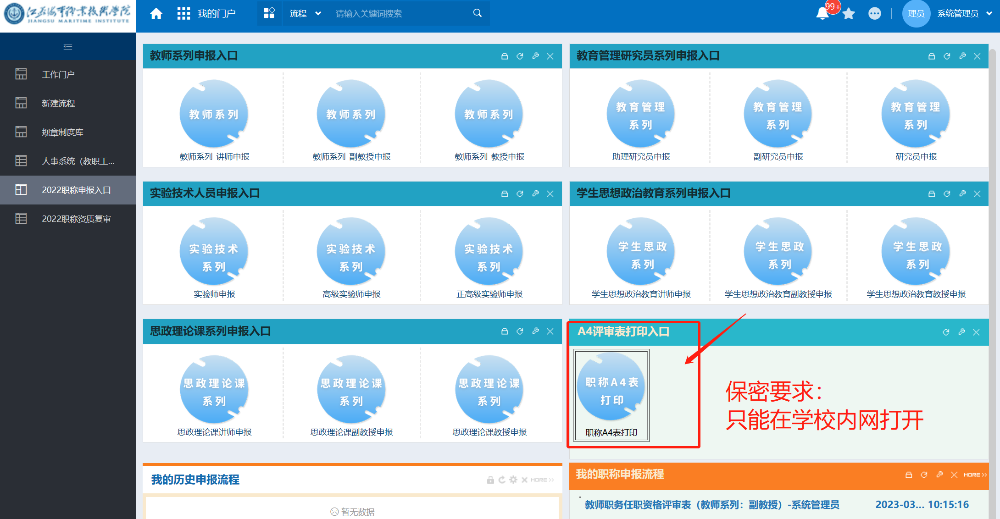 江苏海事职业技术学院
JIANGSU MARITIME INSTITUTE
我的门户
流程
请输入关键词搜索
99+
理员
系统管理员
工作门户
新建流程
规章制度库
人事系统（教职工...
2022职称申报入口
2022职称资质复审
教师系列申报入口
教师系列
教师系列
教师系列
教师系列-讲师申报
教师系列-副教授申报
教师系列-教授申报
教育管理研究员系列申报入口
教育管理
系列
教育管理
系列
教育管理
系列
助理研究员申报
副研究员申报
研究员申报
实验技术人员申报入口
实验技术
系列
实验技术
系列
实验技术
系列
实验师申报
高级实验师申报
正高级实验师申报
学生思想政治教育系列申报入口
学生思政
系列
学生思政
系列
学生思政
系列
学生思想政治教育讲师申报
学生思想政治教育副教授申报
学生思想政治教育教授申报
思政理论课系列申报入口
思政理论课
系列
思政理论课
系列
思政理论课
系列
思政理论课讲师申报
思政理论课副教授申报
思政理论课教授申报
A4评审表打印入口
职称A4表
打印
职称A4表打印
保密要求：
只能在学校内网打开
我的历史申报流程
MORE
暂无数据
我的职称申报流程
MORE
教师职务任职资格评审表（教师系列：副教授）-系统管理员
2023-03... 10:15:16